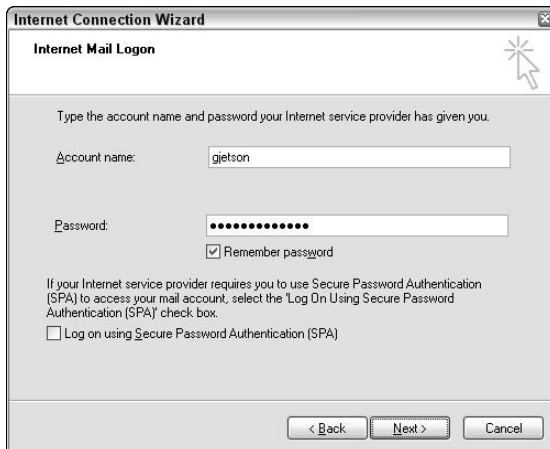 Internet Connection Wizard
Internet Mail Logon
Type the account name and password your Internet service provider has given you.
Account name:
gjetson
Password:
•••••••••••••
Remember password
If your Internet service provider requires you to use Secure Password Authentication
(SPA) to access your mail account, select the 'Log On Using Secure Password
Authentication (SPA)' check box.
Log on using Secure Password Authentication (SPA)
< Back
Next >
Cancel